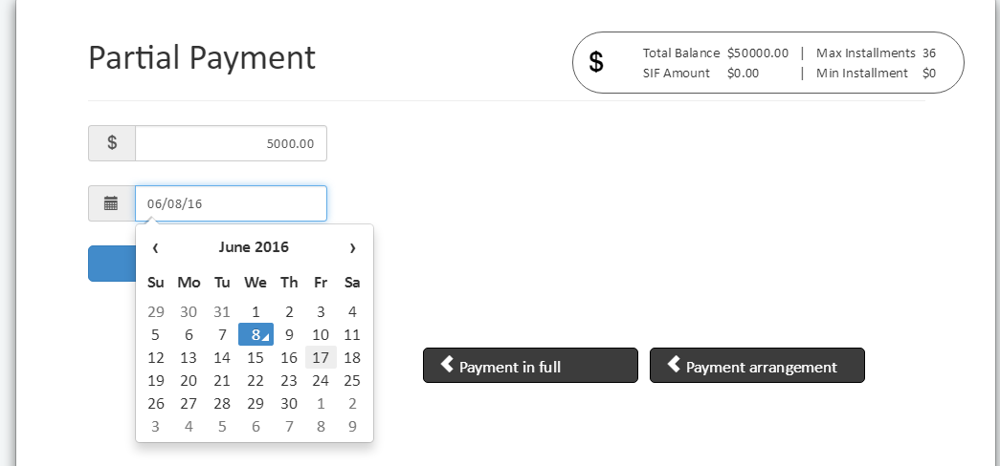 Partial Payment
$ Total Balance $50000.00 | Max Installments 36
SIF Amount $0.00 | Min Installment $0
$ 5000.00
06/08/16
‹ June 2016 ›
Su Mo Tu We Th Fr Sa
29 30 31 1 2 3 4
5 6 7 8 9 10 11
12 13 14 15 16 17 18
19 20 21 22 23 24 25
26 27 28 29 30 1 2
3 4 5 6 7 8 9
Payment in full
Payment arrangement